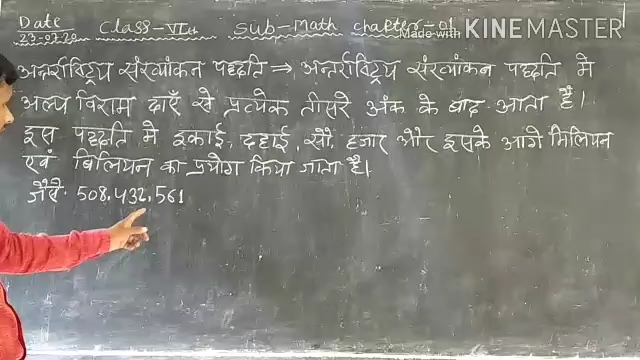 Date
23-07-20
Class-VIth Sub-Math chapter-01
Made with KINEMASTER
अन्तर्राष्ट्रिय संख्यांकन पद्धति ⇒ अन्तर्राष्ट्रिय संख्यांकन पद्धति मे
अल्प विराम दाएँ से प्रत्येक तीसरे अंक के बाद आता है।
इस पद्धति मे इकाई, दहाई, सौ, हजार और इसके आगे मिलियन
एवं बिलियन का प्रयोग किया जाता है।
जैसे. 508,432,561